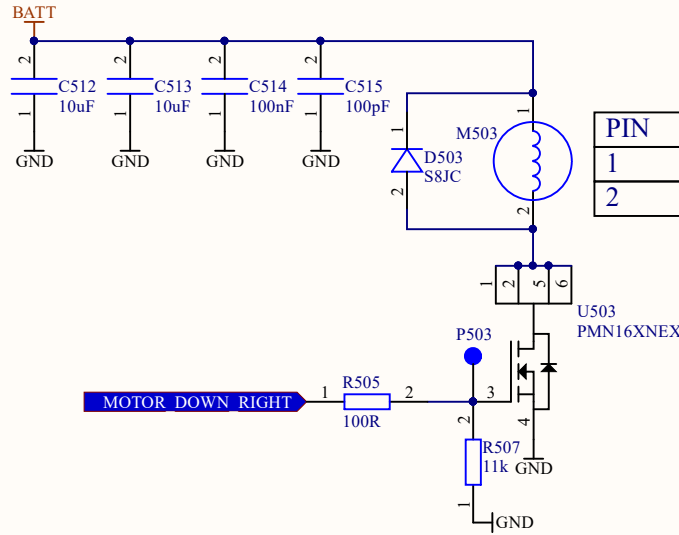 BATT
2
2
2
2
C512
10uF
C513
10uF
C514
100nF
C515
100pF
1
1
1
1
GND
GND
GND
GND
1
D503
S8JC
2
1
M503
2
PIN
1
2
1
2
5
6
U503
PMN16XNEX
P503
MOTOR_DOWN_RIGHT
1
R505
100R
2
3
4
GND
2
R507
11k
1
GND